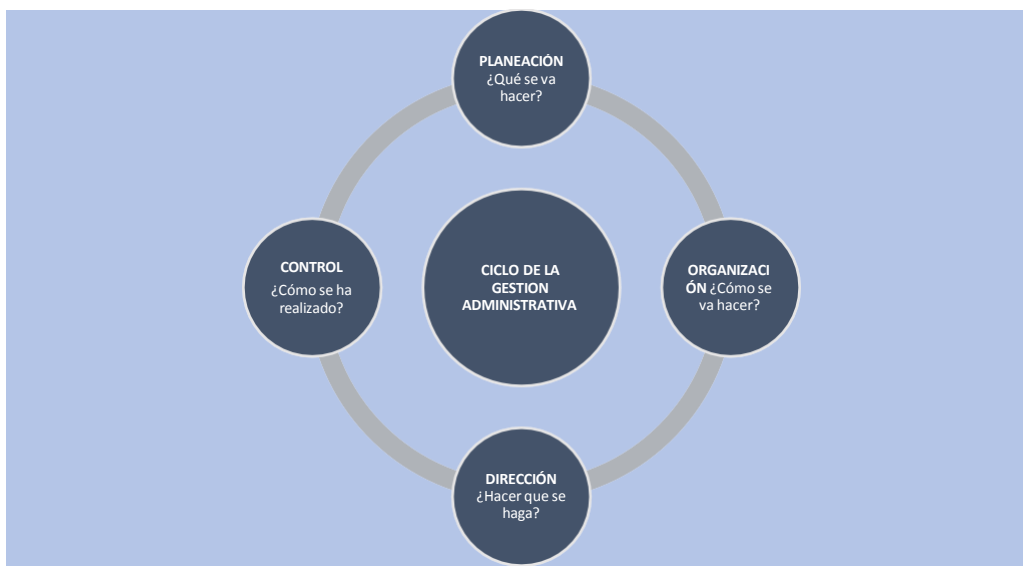 PLANEACIÓN
¿Qué se va
hacer?
CONTROL
¿Cómo se ha
realizado?
CICLO DE LA
GESTION
ADMINISTRATIVA
ORGANIZACI
ÓN ¿Cómo se
va hacer?
DIRECCIÓN
¿Hacer que se
haga?